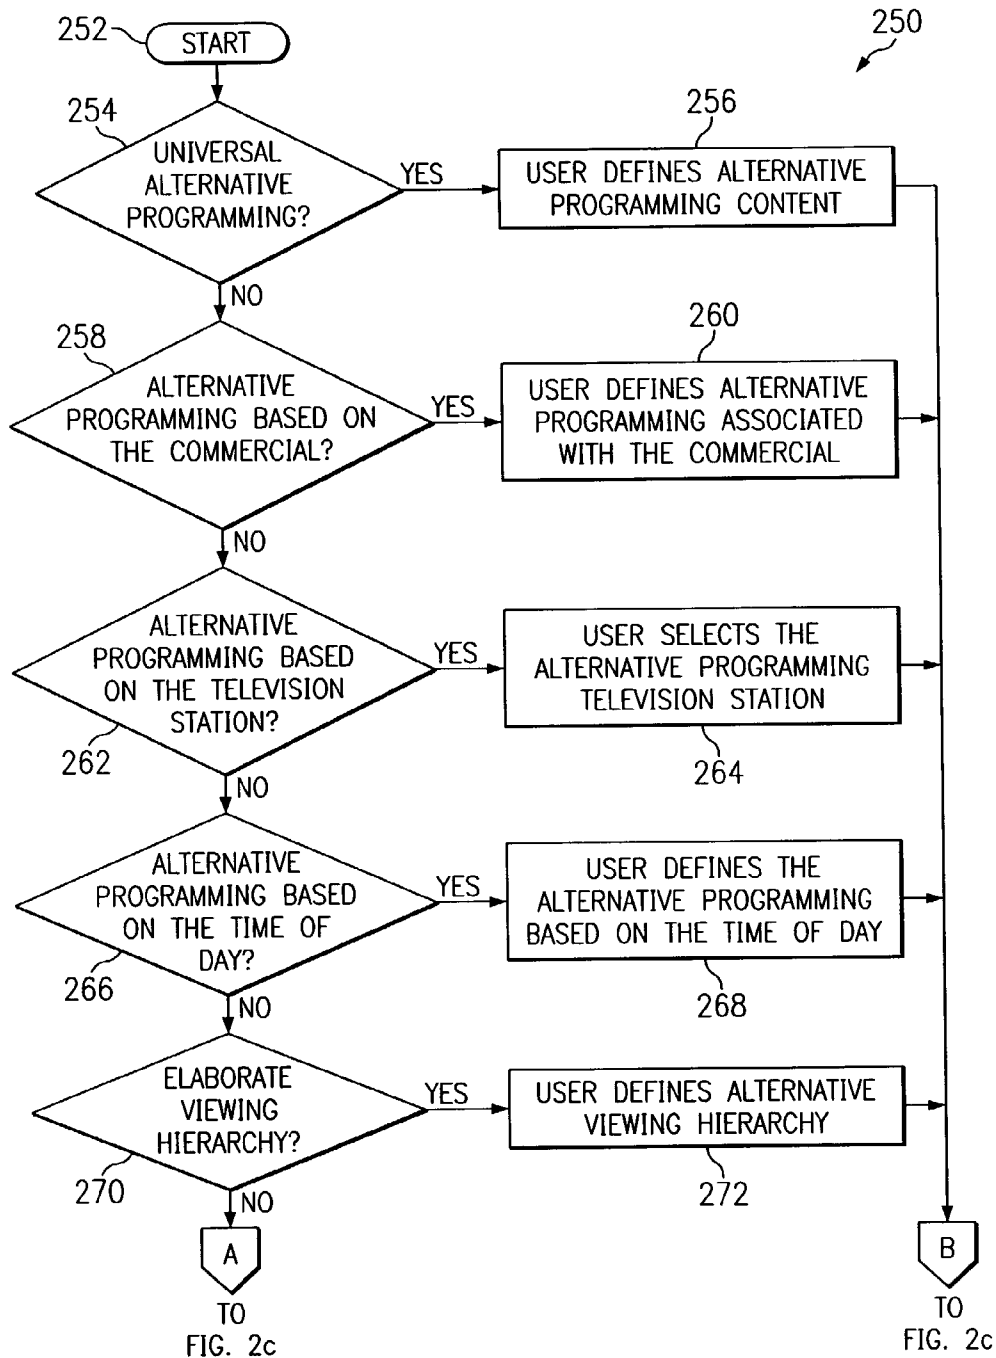 252
START
250
254
UNIVERSAL
ALTERNATIVE
PROGRAMMING?
YES
256
USER DEFINES ALTERNATIVE
PROGRAMMING CONTENT
NO
258
ALTERNATIVE
PROGRAMMING BASED ON
THE COMMERCIAL?
YES
260
USER DEFINES ALTERNATIVE
PROGRAMMING ASSOCIATED
WITH THE COMMERCIAL
NO
ALTERNATIVE
PROGRAMMING BASED
ON THE TELEVISION
STATION?
262
YES
USER SELECTS THE
ALTERNATIVE PROGRAMMING
TELEVISION STATION
264
NO
ALTERNATIVE
PROGRAMMING BASED
ON THE TIME OF
DAY?
266
YES
USER DEFINES THE
ALTERNATIVE PROGRAMMING
BASED ON THE TIME OF DAY
268
NO
ELABORATE
VIEWING
HIERARCHY?
270
YES
USER DEFINES ALTERNATIVE
VIEWING HIERARCHY
272
NO
A
TO
FIG. 2c
B
TO
FIG. 2c